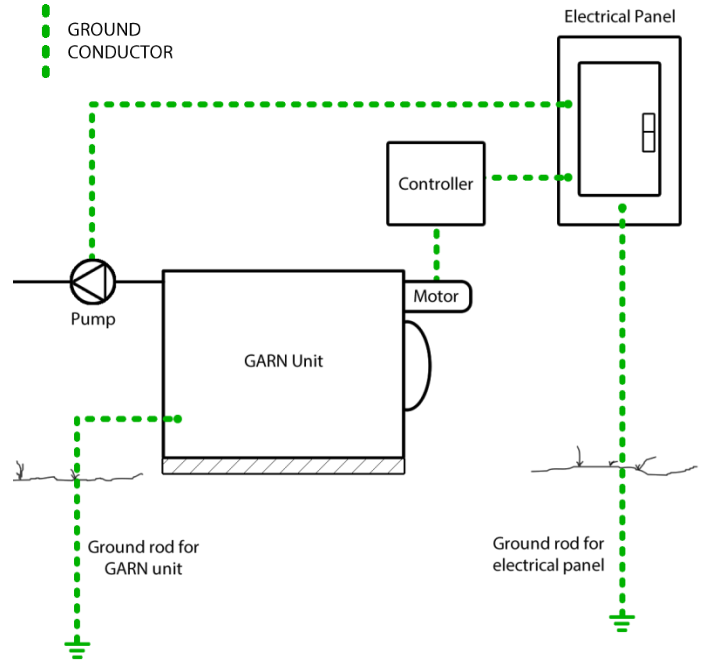 GROUND
CONDUCTOR
Electrical Panel
Controller
Motor
Pump
GARN Unit
Ground rod for
GARN unit
Ground rod for
electrical panel